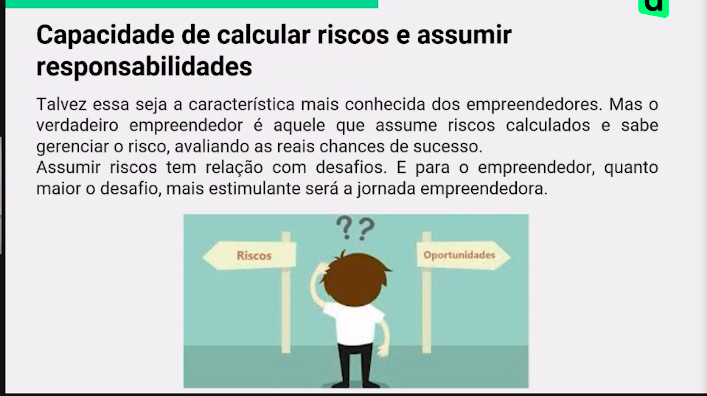 Capacidade de calcular riscos e assumir
responsabilidades
Talvez essa seja a característica mais conhecida dos empreendedores. Mas o
verdadeiro empreendedor é aquele que assume riscos calculados e sabe
gerenciar o risco, avaliando as reais chances de sucesso.
Assumir riscos tem relação com desafios. E para o empreendedor, quanto
maior o desafio, mais estimulante será a jornada empreendedora.
??
Riscos
Oportunidades